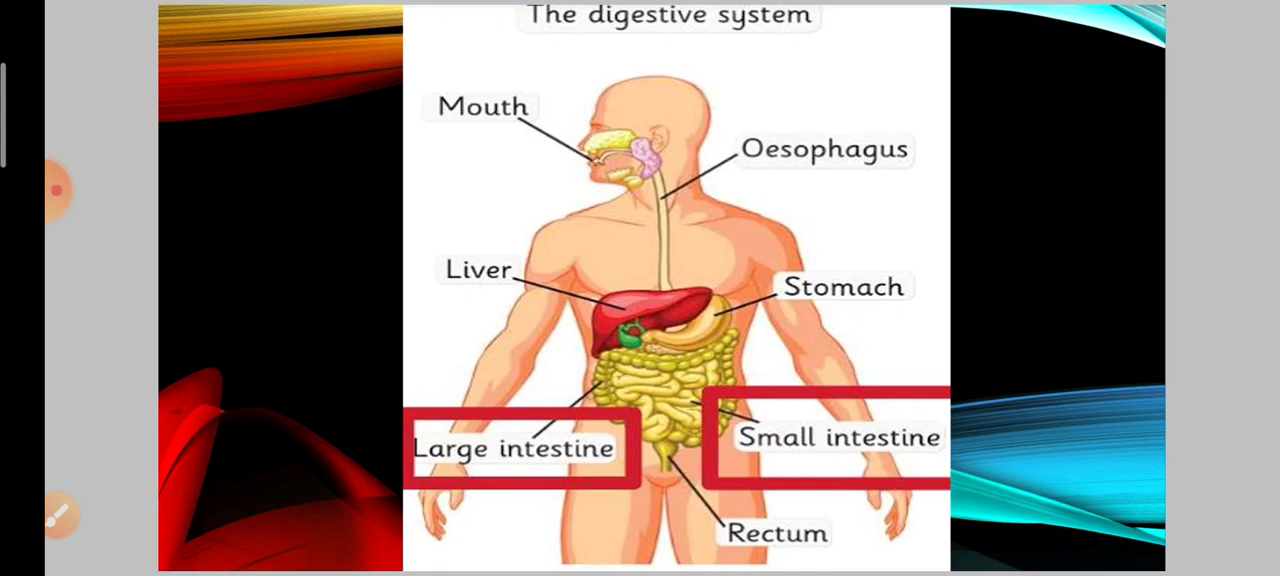 The digestive system
Mouth
Oesophagus
Liver
Stomach
Large intestine
Small intestine
Rectum